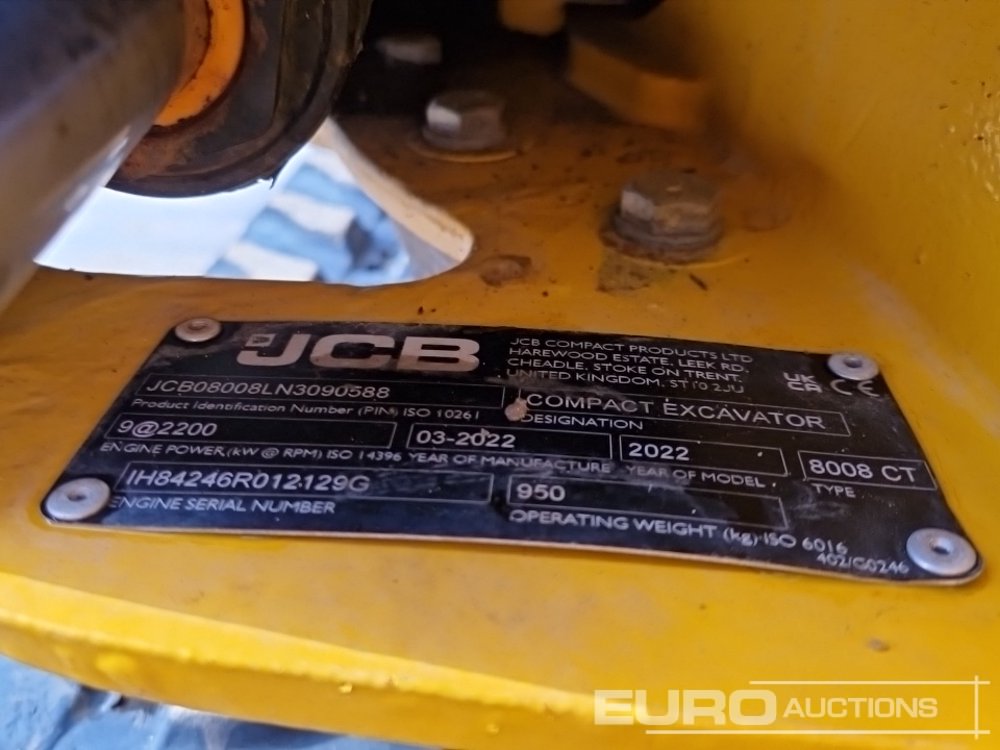 JCB
JCB COMPACT PRODUCTS LTD
HAREWOOD ESTATE, LEEK RD,
CHEADLE, STOKE ON TRENT,
UNITED KINGDOM, ST10 2JU
UK
CA CE
JCB08008LN3090588
Product Identification Number (PIN) ISO 10261
COMPACT EXCAVATOR
DESIGNATION
9@2200
ENGINE POWER (kW @ RPM) ISO 14396
03-2022
YEAR OF MANUFACTURE
2022
YEAR OF MODEL
8008 CT
TYPE
IH84246R012129G
ENGINE SERIAL NUMBER
950
OPERATING WEIGHT (kg)-ISO 6016
402/G0246
EURO AUCTIONS